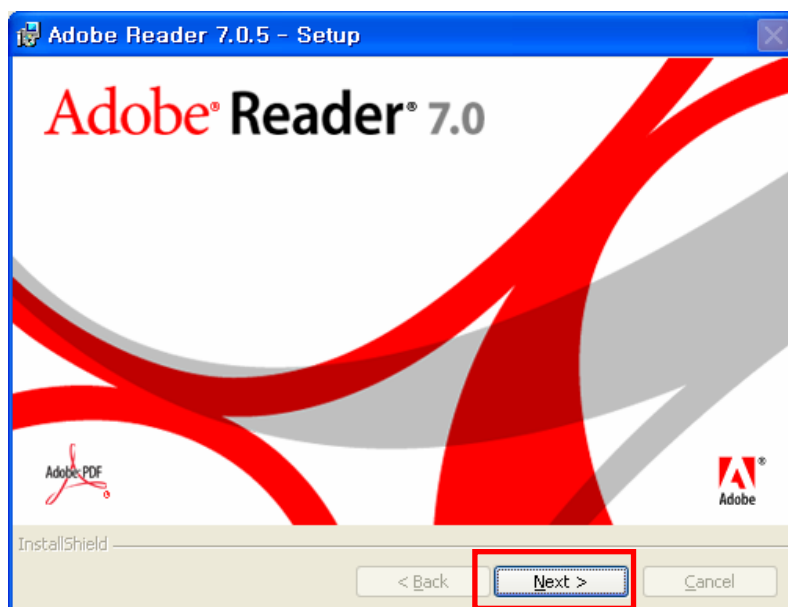 Adobe Reader 7.0.5 - Setup
Adobe® Reader® 7.0
Adobe PDF
®
Adobe
InstallShield
< Back
Next >
Cancel